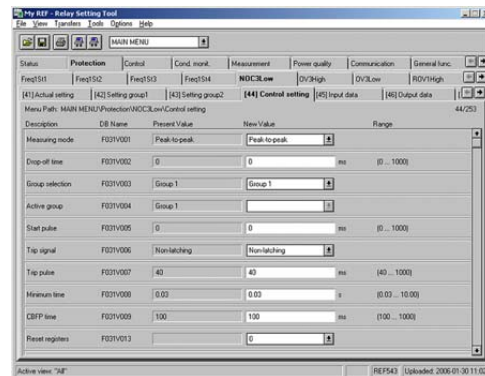 My REF - Relay Setting Tool
File View Transfers Tools Options Help
MAIN MENU
Status Protection Control Cond. monit. Measurement Power quality Communication General func.
Freq1St1 Freq1St2 Freq1St3 Freq1St4 NOC3Low OV3High OV3Low ROV1High
[41] Actual setting [42] Setting group1 [43] Setting group2 [44] Control setting [45] Input data [46] Output data
Menu Path: MAIN MENU\Protection\NOC3Low\Control setting 44/253
Description DB Name Present Value New Value Range
Measuring mode F031V001 Peak-to-peak Peak-to-peak
Drop-off time F031V002 0 0 ms (0 ... 1000)
Group selection F031V003 Group 1 Group 1
Active group F031V004 Group 1
Start pulse F031V005 0 0 ms (0 ... 1000)
Trip signal F031V006 Non-latching Non-latching
Trip pulse F031V007 40 40 ms (40 ... 1000)
Minimum time F031V008 0.03 0.03 s (0.03 ... 10.00)
CBFP time F031V009 100 100 ms (100 ... 1000)
Reset registers F031V013 0
Active view: "All" REF543 Uploaded: 2006-01-30 11:02